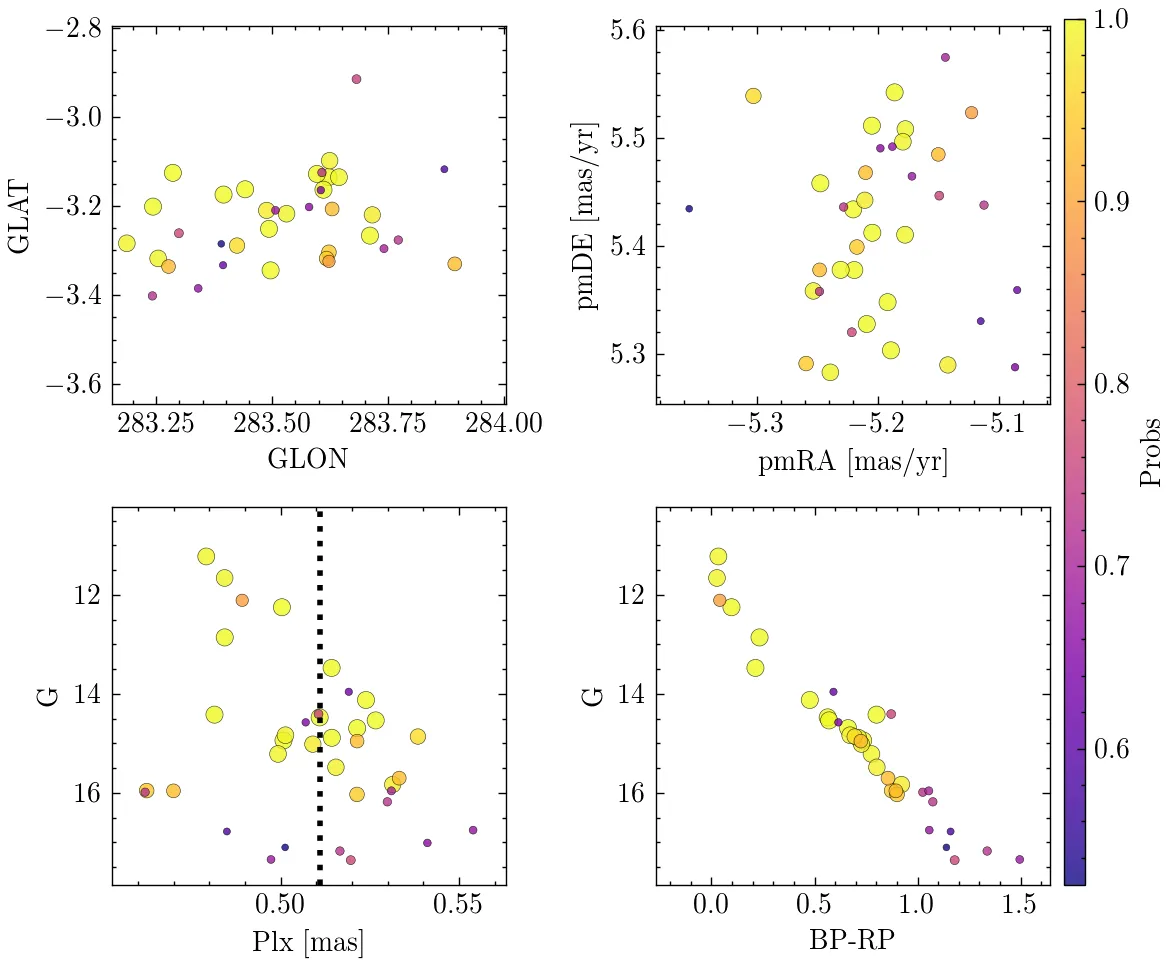 −2.8
−3.0
−3.2
−3.4
−3.6
GLAT
283.25 283.50 283.75 284.00
GLON
5.6
5.5
5.4
5.3
pmDE [mas/yr]
−5.3 −5.2 −5.1
pmRA [mas/yr]
12
14
16
G
0.50 0.55
Plx [mas]
12
14
16
G
0.0 0.5 1.0 1.5
BP-RP
1.0
0.9
0.8
0.7
0.6
Probs